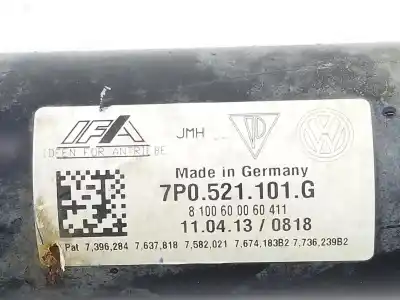 IFA
IDEEN FÜR ANTRIEBE
JMH
VW
Made in Germany
7P0.521.101.G
8 100 60 00 60 411
11.04.13 / 0818
Pat 7,396,284 7,637,818 7,582,021 7,674,183B2 7,736,239B2